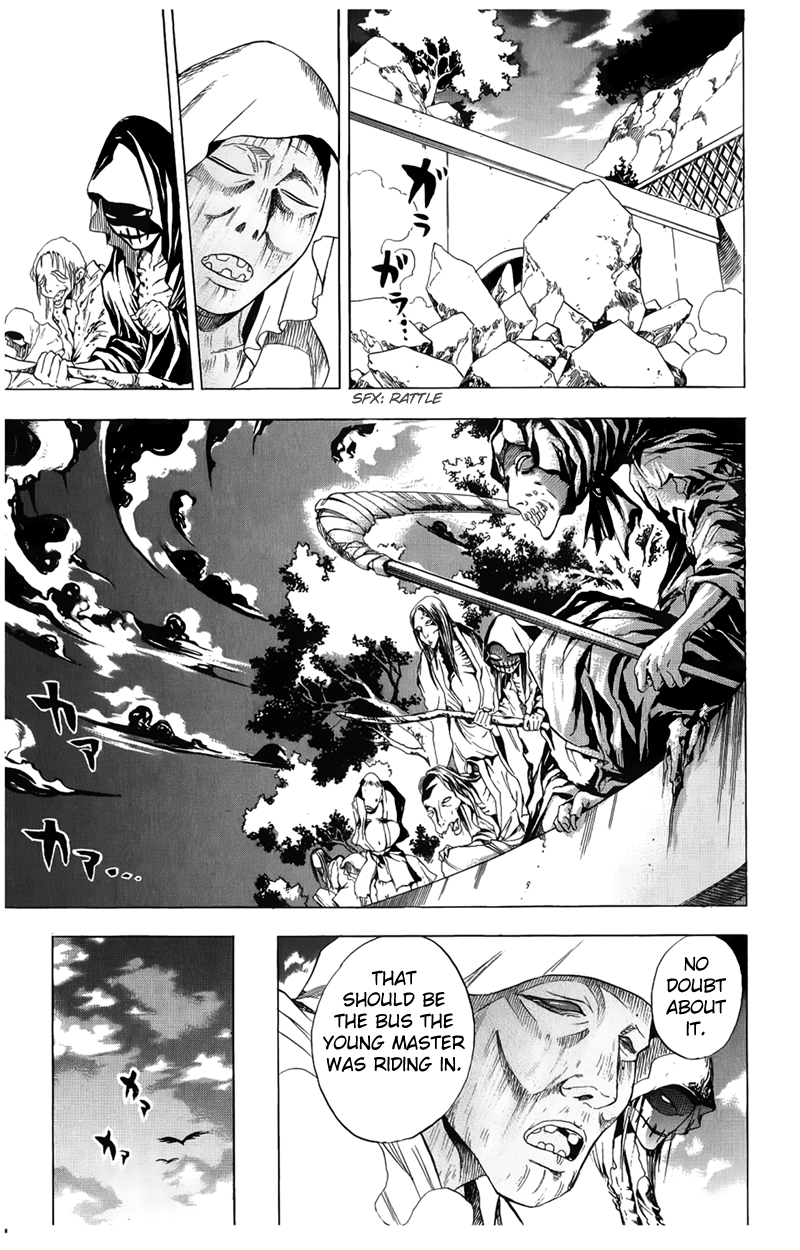 ガラ
ガラ…
SFX: RATTLE
カァ
カァ…
NO
DOUBT
ABOUT
IT.
THAT
SHOULD BE
THE BUS THE
YOUNG MASTER
WAS RIDING IN.
カァ
カァ